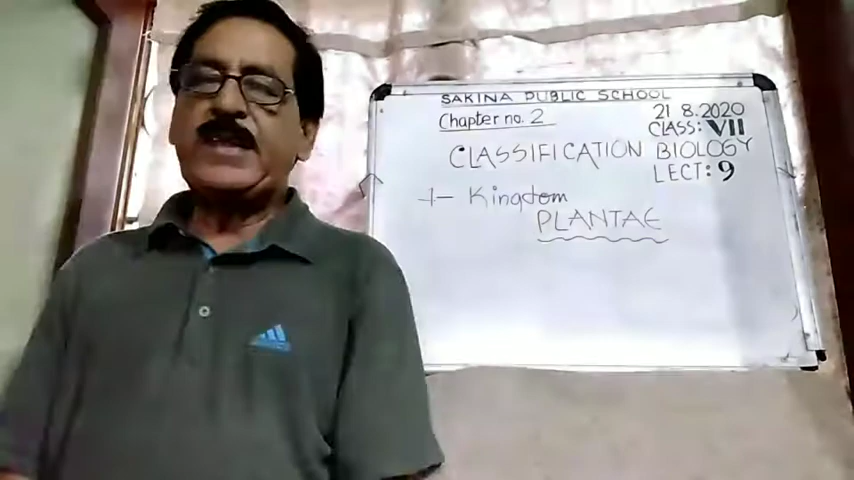 SAKINA PUBLIC SCHOOL
21.8.2020
Chapter no. 2
CLASS: VII
CLASSIFICATION BIOLOGY
LECT: 9
1- Kingdom
PLANTAE